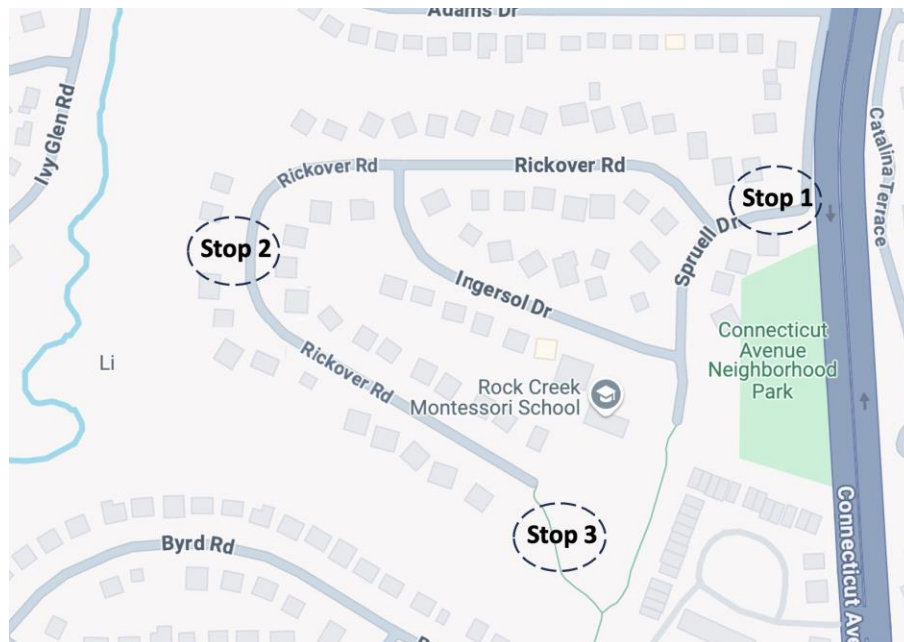 Adams Dr
Ivy Glen Rd
Catalina Terrace
Rickover Rd
Rickover Rd
Stop 1
Spruell Dr
Stop 2
Ingersol Dr
Connecticut
Avenue
Neighborhood
Park
Li
Rickover Rd
Rock Creek
Montessori School
Connecticut Av
Stop 3
Byrd Rd